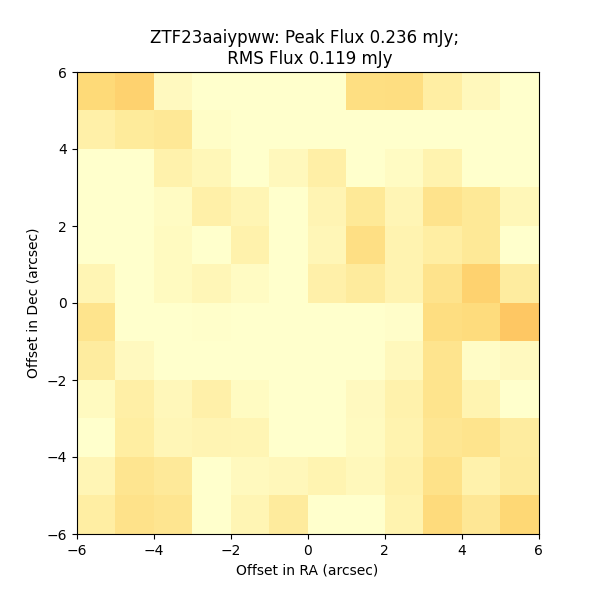 ZTF23aaiypww: Peak Flux 0.236 mJy;
RMS Flux 0.119 mJy
6
4
2
0
−2
−4
−6
Offset in Dec (arcsec)
−6 −4 −2 0 2 4 6
Offset in RA (arcsec)